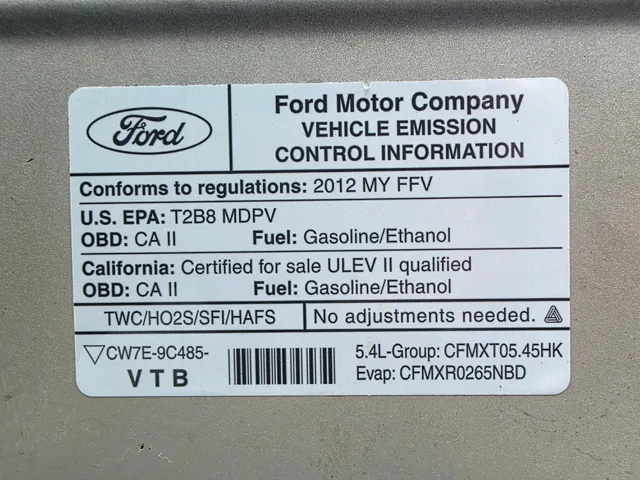 Ford
Ford Motor Company
VEHICLE EMISSION
CONTROL INFORMATION
Conforms to regulations: 2012 MY FFV
U.S. EPA: T2B8 MDPV
OBD: CA II Fuel: Gasoline/Ethanol
California: Certified for sale ULEV II qualified
OBD: CA II Fuel: Gasoline/Ethanol
TWC/HO2S/SFI/HAFS No adjustments needed.
CW7E-9C485- 5.4L-Group: CFMXT05.45HK
VTB Evap: CFMXR0265NBD